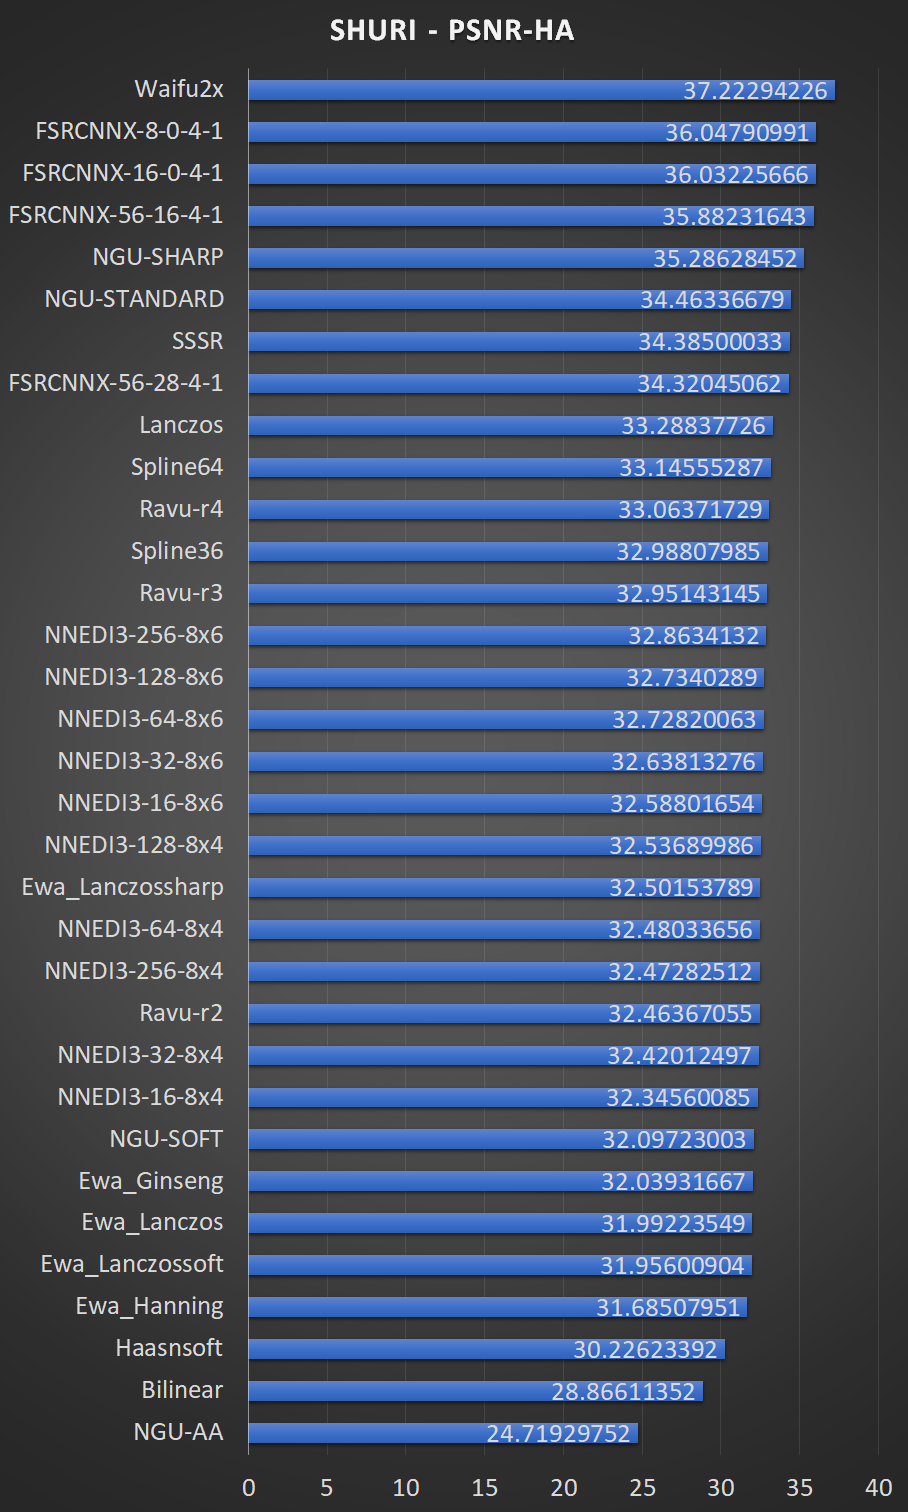 SHURI - PSNR-HA
Waifu2x 37.22294226
FSRCNNX-8-0-4-1 36.04790991
FSRCNNX-16-0-4-1 36.03225666
FSRCNNX-56-16-4-1 35.88231643
NGU-SHARP 35.28628452
NGU-STANDARD 34.46336679
SSSR 34.38500033
FSRCNNX-56-28-4-1 34.32045062
Lanczos 33.28837726
Spline64 33.14555287
Ravu-r4 33.06371729
Spline36 32.98807985
Ravu-r3 32.95143145
NNEDI3-256-8x6 32.8634132
NNEDI3-128-8x6 32.7340289
NNEDI3-64-8x6 32.72820063
NNEDI3-32-8x6 32.63813276
NNEDI3-16-8x6 32.58801654
NNEDI3-128-8x4 32.53689986
Ewa_Lanczossharp 32.50153789
NNEDI3-64-8x4 32.48033656
NNEDI3-256-8x4 32.47282512
Ravu-r2 32.46367055
NNEDI3-32-8x4 32.42012497
NNEDI3-16-8x4 32.34560085
NGU-SOFT 32.09723003
Ewa_Ginseng 32.03931667
Ewa_Lanczos 31.99223549
Ewa_Lanczossoft 31.95600904
Ewa_Hanning 31.68507951
Haasnsoft 30.22623392
Bilinear 28.86611352
NGU-AA 24.71929752
0 5 10 15 20 25 30 35 40